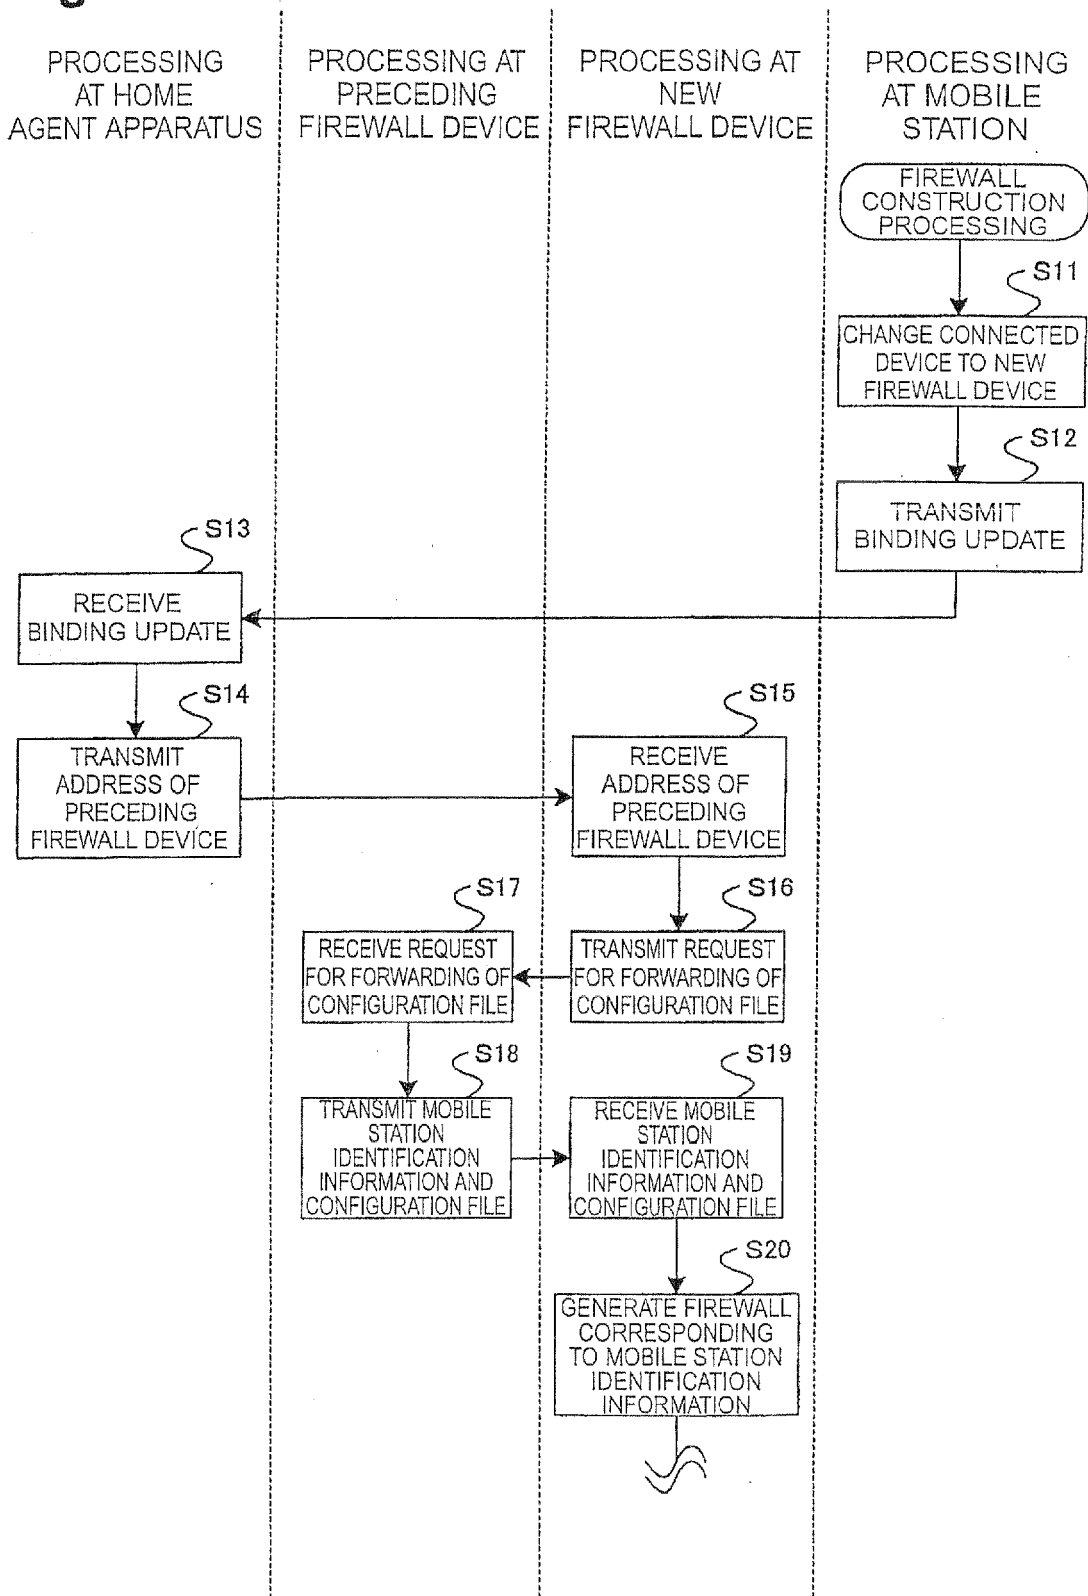 PROCESSING
AT HOME
AGENT APPARATUS
PROCESSING AT
PRECEDING
FIREWALL DEVICE
PROCESSING AT
NEW
FIREWALL DEVICE
PROCESSING
AT MOBILE
STATION
FIREWALL
CONSTRUCTION
PROCESSING
S11
CHANGE CONNECTED
DEVICE TO NEW
FIREWALL DEVICE
S12
TRANSMIT
BINDING UPDATE
S13
RECEIVE
BINDING UPDATE
S14
TRANSMIT
ADDRESS OF
PRECEDING
FIREWALL DEVICE
S15
RECEIVE
ADDRESS OF
PRECEDING
FIREWALL DEVICE
S16
TRANSMIT REQUEST
FOR FORWARDING OF
CONFIGURATION FILE
S17
RECEIVE REQUEST
FOR FORWARDING OF
CONFIGURATION FILE
S18
TRANSMIT MOBILE
STATION
IDENTIFICATION
INFORMATION AND
CONFIGURATION FILE
S19
RECEIVE MOBILE
STATION
IDENTIFICATION
INFORMATION AND
CONFIGURATION FILE
S20
GENERATE FIREWALL
CORRESPONDING
TO MOBILE STATION
IDENTIFICATION
INFORMATION